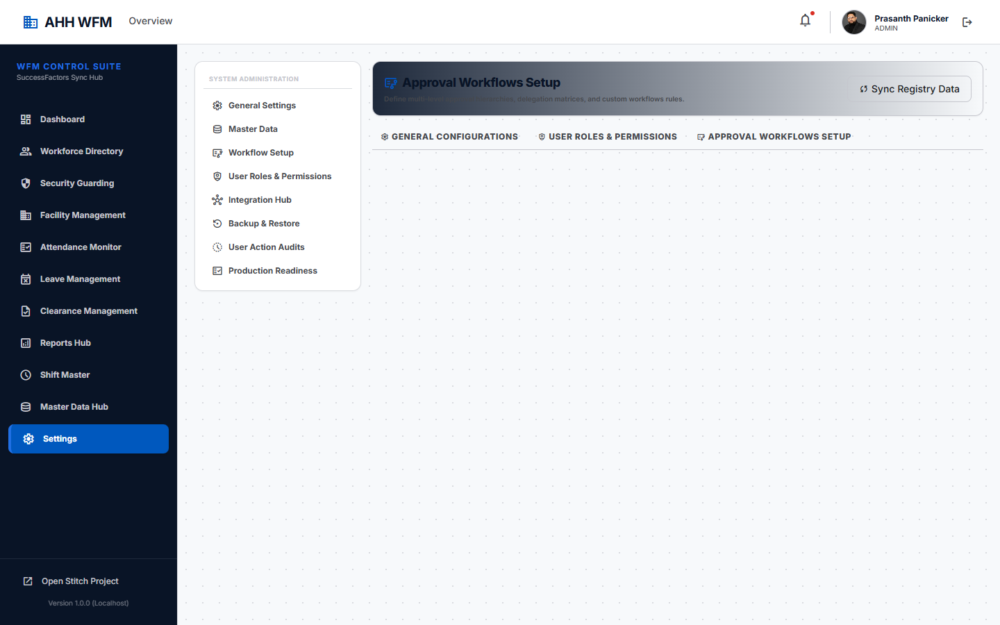 AHH WFM
Overview
Prasanth Panicker
ADMIN
WFM CONTROL SUITE
SuccessFactors Sync Hub
Dashboard
Workforce Directory
Security Guarding
Facility Management
Attendance Monitor
Leave Management
Clearance Management
Reports Hub
Shift Master
Master Data Hub
Settings
Open Stitch Project
Version 1.0.0 (Localhost)
SYSTEM ADMINISTRATION
General Settings
Master Data
Workflow Setup
User Roles & Permissions
Integration Hub
Backup & Restore
User Action Audits
Production Readiness
Approval Workflows Setup
Define multi-level hierarchies, delegation matrices, and custom workflows rules.
Sync Registry Data
GENERAL CONFIGURATIONS
USER ROLES & PERMISSIONS
APPROVAL WORKFLOWS SETUP